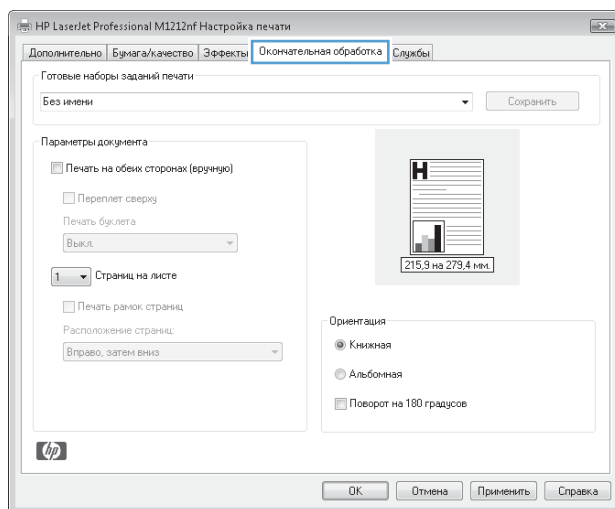 HP LaserJet Professional M1212nf Настройка печати
Дополнительно Бумага/качество Эффекты Окончательная обработка Службы
Готовые наборы заданий печати
Без имени Сохранить
Параметры документа
Печать на обеих сторонах (вручную)
Переплет сверху
Печать буклета
Выкл.
1 Страниц на листе
Печать рамок страниц
Расположение страниц:
Вправо, затем вниз
H
215,9 на 279,4 мм.
Ориентация
Книжная
Альбомная
Поворот на 180 градусов
hp
OK Отмена Применить Справка